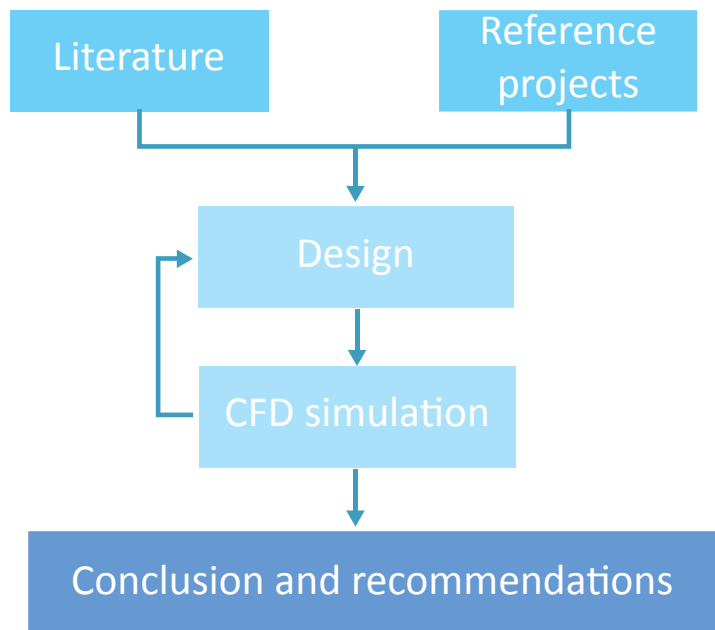 Literature
Reference
projects
Design
CFD simulation
Conclusion and recommendations